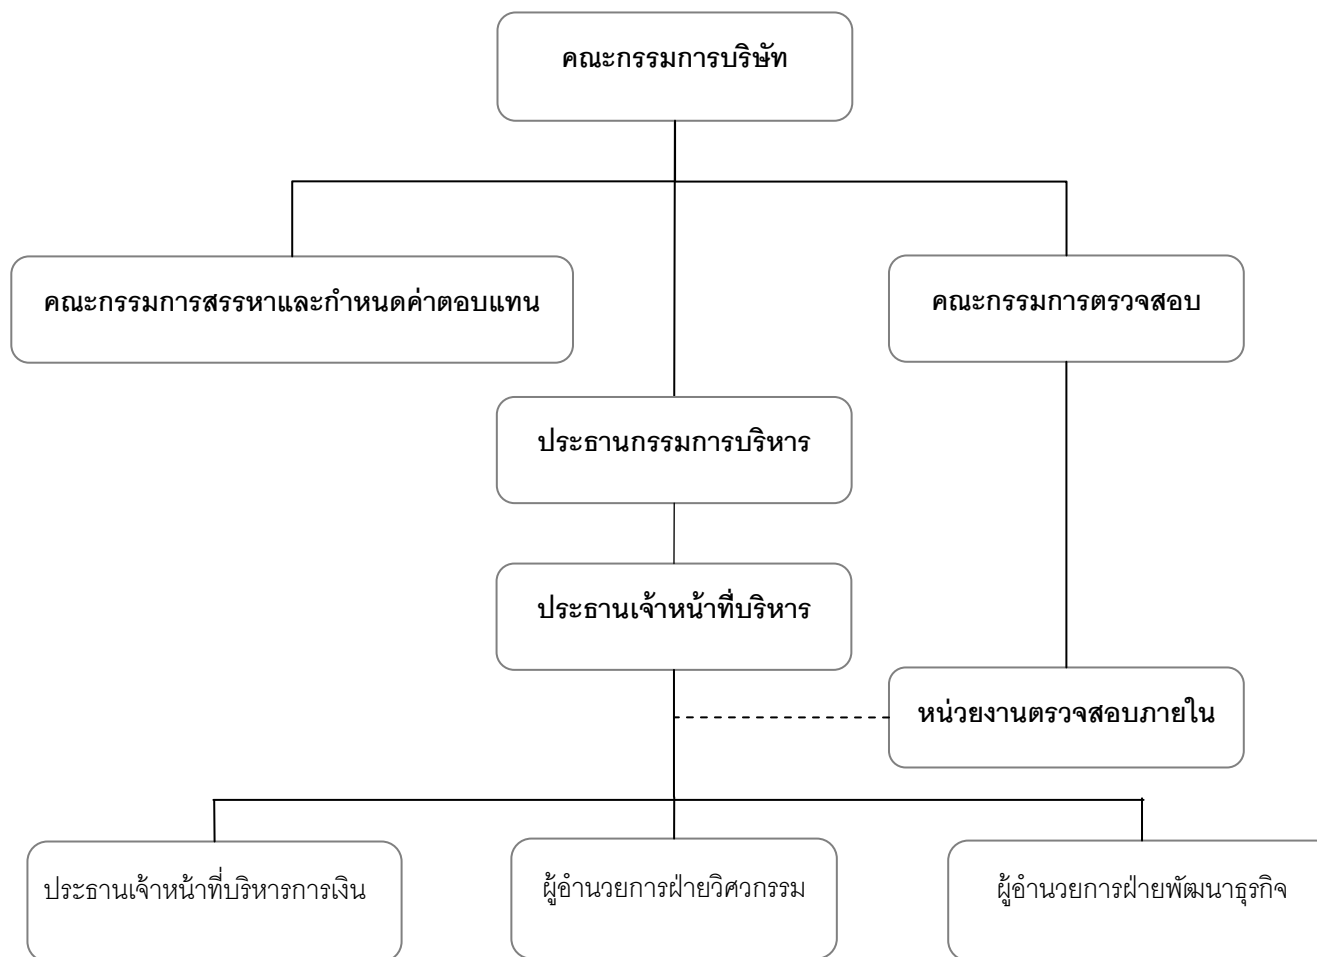 คณะกรรมการบริษัท
คณะกรรมการสรรหาและกำหนดค่าตอบแทน
คณะกรรมการตรวจสอบ
ประธานกรรมการบริหาร
ประธานเจ้าหน้าที่บริหาร
หน่วยงานตรวจสอบภายใน
ประธานเจ้าหน้าที่บริหารการเงิน
ผู้อำนวยการฝ่ายวิศวกรรม
ผู้อำนวยการฝ่ายพัฒนาธุรกิจ